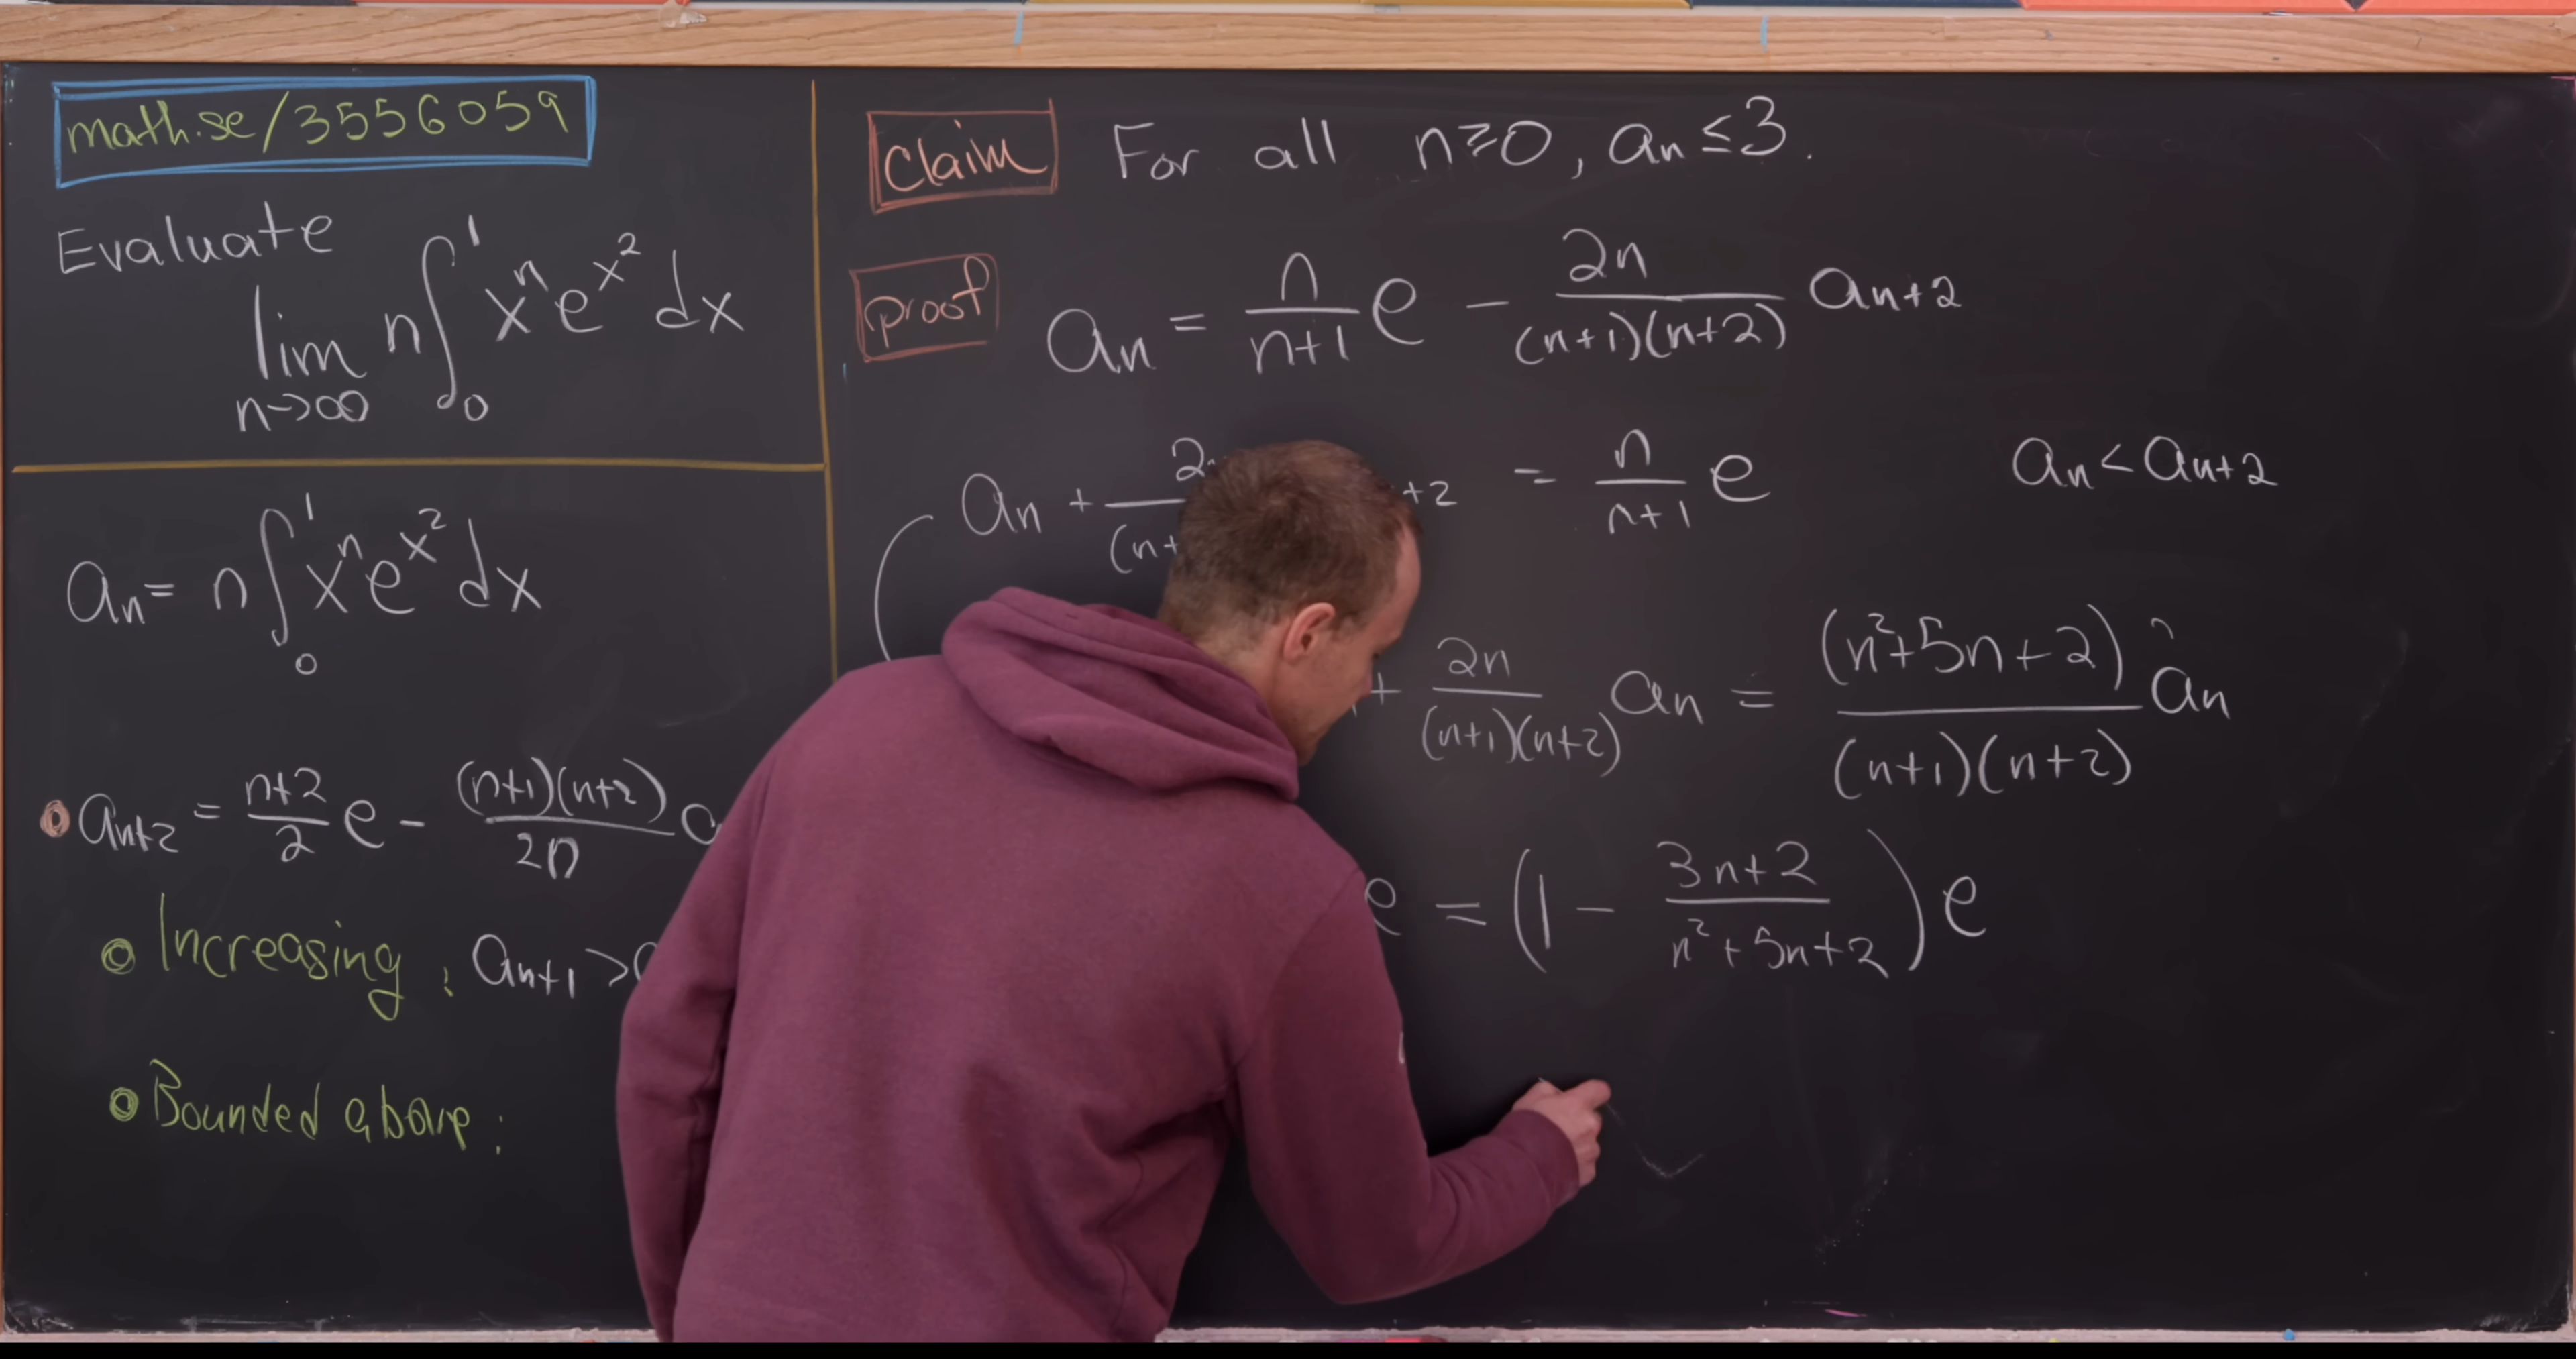 math.se/3556059
Evaluate
lim n→∞ n∫₀¹ xⁿ e^(x²) dx
aₙ = n∫₀¹ xⁿ e^(x²) dx
aₙ₊₂ = (n+2)/2 e − (n+1)(n+2)/2n
Increasing: aₙ₊₁ >
Bounded above:
Claim For all n≥0, aₙ ≤ 3.
proof aₙ = n/(n+1) e − 2n/((n+1)(n+2)) aₙ₊₂
aₙ + 2 (n+ +2 = n/(n+1) e aₙ < aₙ₊₂
+ 2n/((n+1)(n+2)) aₙ = (n²+5n+2)/((n+1)(n+2)) aₙ
e = (1 − (3n+2)/(n²+5n+2)) e